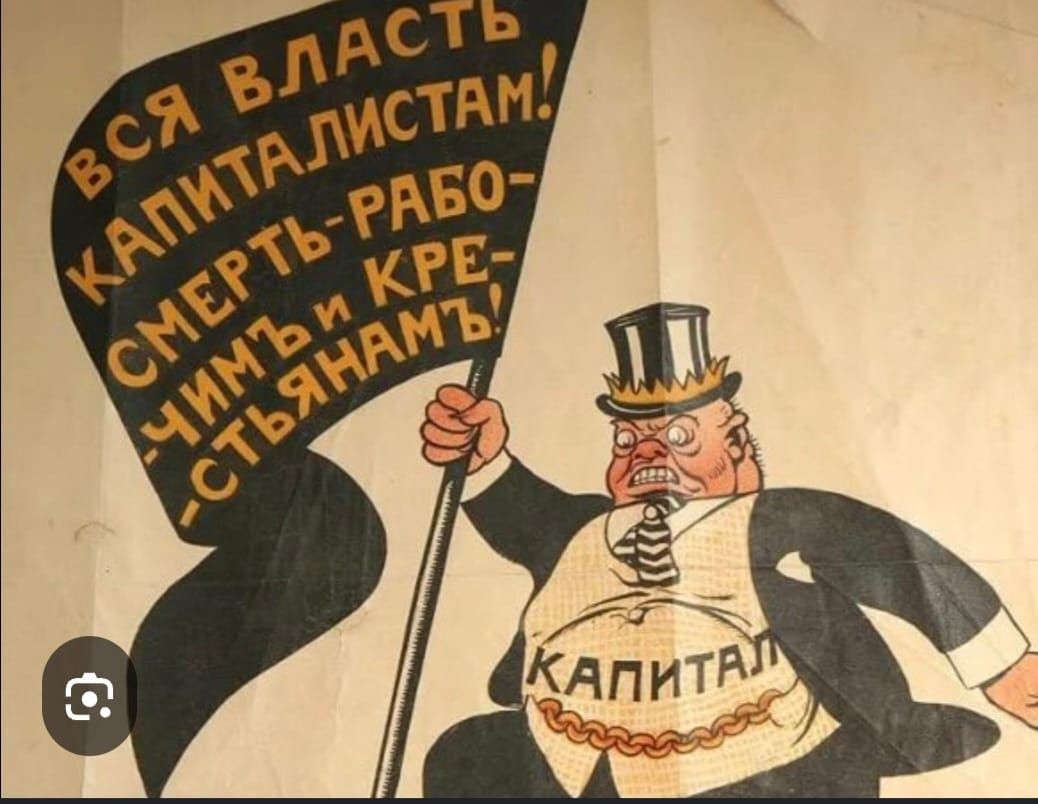 ВСЯ ВЛАСТЬ
КАПИТАЛИСТАМ!
СМЕРТЬ-РАБО-
-ЧИМЪ и КРЕ-
-СТЬЯНАМЪ!
КАПИТАЛ